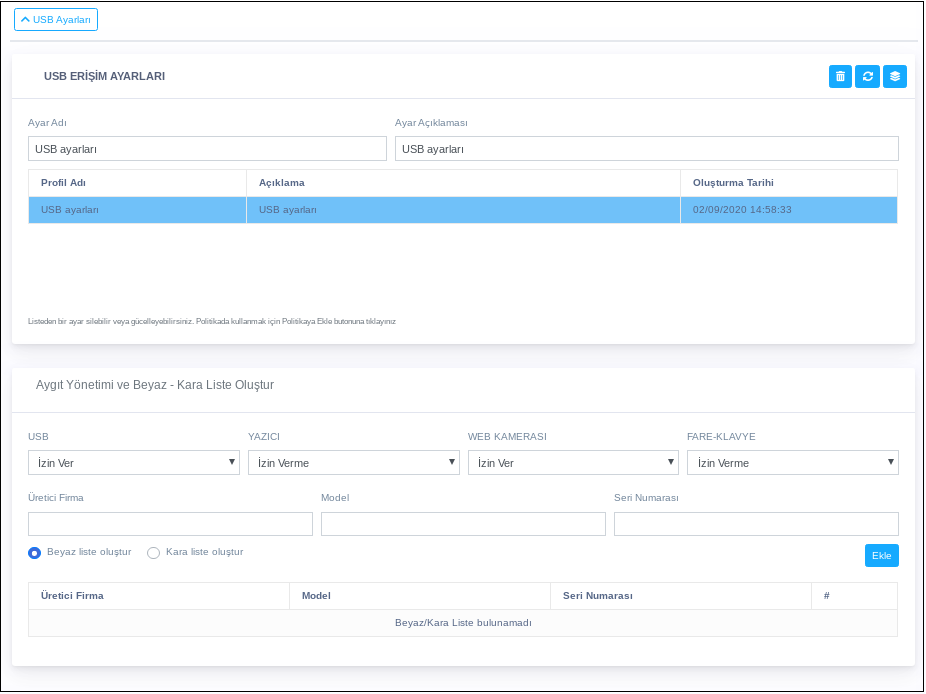 USB Ayarları
USB ERİŞİM AYARLARI
Ayar Adı
Ayar Açıklaması
USB ayarları
USB ayarları
Profil Adı Açıklama Oluşturma Tarihi
USB ayarları USB ayarları 02/09/2020 14:58:33
Listeden bir ayar silebilir veya gücelleyebilirsiniz. Politikada kullanmak için Politikaya Ekle butonuna tıklayınız
Aygıt Yönetimi ve Beyaz - Kara Liste Oluştur
USB YAZICI WEB KAMERASI FARE-KLAVYE
İzin Ver İzin Verme İzin Ver İzin Verme
Üretici Firma Model Seri Numarası
Beyaz liste oluştur Kara liste oluştur Ekle
Üretici Firma Model Seri Numarası #
Beyaz/Kara Liste bulunamadı